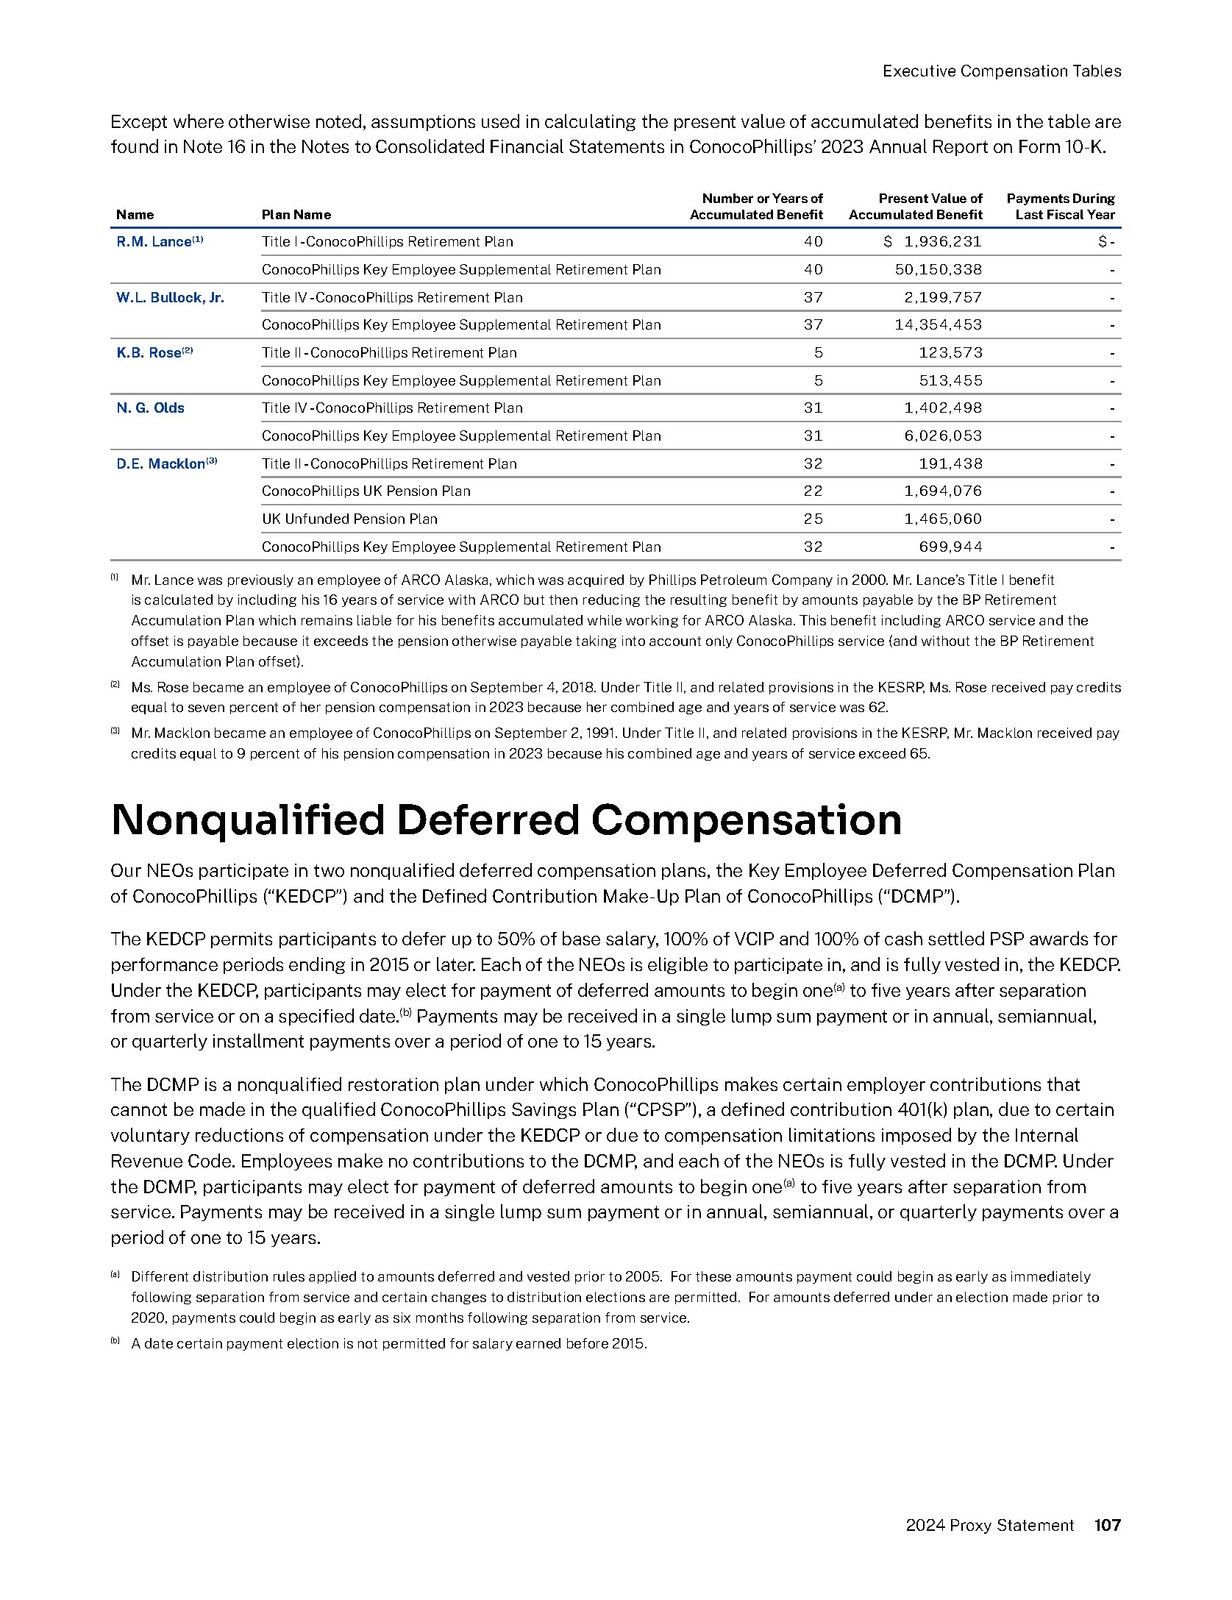 Executive Compensation Tables
Except where otherwise noted, assumptions used in calculating the present value of accumulated benefits in the table are
found in Note 16 in the Notes to Consolidated Financial Statements in ConocoPhillips' 2023 Annual Report on Form 10-K.
Name Plan Name Number or Years of Accumulated Benefit Present Value of Accumulated Benefit Payments During Last Fiscal Year
R.M. Lance(1) Title I - ConocoPhillips Retirement Plan 40 $ 1,936,231 $ -
ConocoPhillips Key Employee Supplemental Retirement Plan 40 50,150,338 -
W.L. Bullock, Jr. Title IV - ConocoPhillips Retirement Plan 37 2,199,757 -
ConocoPhillips Key Employee Supplemental Retirement Plan 37 14,354,453 -
K.B. Rose(2) Title II - ConocoPhillips Retirement Plan 5 123,573 -
ConocoPhillips Key Employee Supplemental Retirement Plan 5 513,455 -
N. G. Olds Title IV - ConocoPhillips Retirement Plan 31 1,402,498 -
ConocoPhillips Key Employee Supplemental Retirement Plan 31 6,026,053 -
D.E. Macklon(3) Title II - ConocoPhillips Retirement Plan 32 191,438 -
ConocoPhillips UK Pension Plan 22 1,694,076 -
UK Unfunded Pension Plan 25 1,465,060 -
ConocoPhillips Key Employee Supplemental Retirement Plan 32 699,944 -
(1) Mr. Lance was previously an employee of ARCO Alaska, which was acquired by Phillips Petroleum Company in 2000. Mr. Lance's Title I benefit
is calculated by including his 16 years of service with ARCO but then reducing the resulting benefit by amounts payable by the BP Retirement
Accumulation Plan which remains liable for his benefits accumulated while working for ARCO Alaska. This benefit including ARCO service and the
offset is payable because it exceeds the pension otherwise payable taking into account only ConocoPhillips service (and without the BP Retirement
Accumulation Plan offset).
(2) Ms. Rose became an employee of ConocoPhillips on September 4, 2018. Under Title II, and related provisions in the KESRP, Ms. Rose received pay credits
equal to seven percent of her pension compensation in 2023 because her combined age and years of service was 62.
(3) Mr. Macklon became an employee of ConocoPhillips on September 2, 1991. Under Title II, and related provisions in the KESRP, Mr. Macklon received pay
credits equal to 9 percent of his pension compensation in 2023 because his combined age and years of service exceed 65.
Nonqualified Deferred Compensation
Our NEOs participate in two nonqualified deferred compensation plans, the Key Employee Deferred Compensation Plan
of ConocoPhillips ("KEDCP") and the Defined Contribution Make-Up Plan of ConocoPhillips ("DCMP").
The KEDCP permits participants to defer up to 50% of base salary, 100% of VCIP and 100% of cash settled PSP awards for
performance periods ending in 2015 or later. Each of the NEOs is eligible to participate in, and is fully vested in, the KEDCP.
Under the KEDCP, participants may elect for payment of deferred amounts to begin one(a) to five years after separation
from service or on a specified date.(b) Payments may be received in a single lump sum payment or in annual, semiannual,
or quarterly installment payments over a period of one to 15 years.
The DCMP is a nonqualified restoration plan under which ConocoPhillips makes certain employer contributions that
cannot be made in the qualified ConocoPhillips Savings Plan ("CPSP"), a defined contribution 401(k) plan, due to certain
voluntary reductions of compensation under the KEDCP or due to compensation limitations imposed by the Internal
Revenue Code. Employees make no contributions to the DCMP, and each of the NEOs is fully vested in the DCMP. Under
the DCMP, participants may elect for payment of deferred amounts to begin one(a) to five years after separation from
service. Payments may be received in a single lump sum payment or in annual, semiannual, or quarterly payments over a
period of one to 15 years.
(a) Different distribution rules applied to amounts deferred and vested prior to 2005. For these amounts payment could begin as early as immediately
following separation from service and certain changes to distribution elections are permitted. For amounts deferred under an election made prior to
2020, payments could begin as early as six months following separation from service.
(b) A date certain payment election is not permitted for salary earned before 2015.
2024 Proxy Statement 107